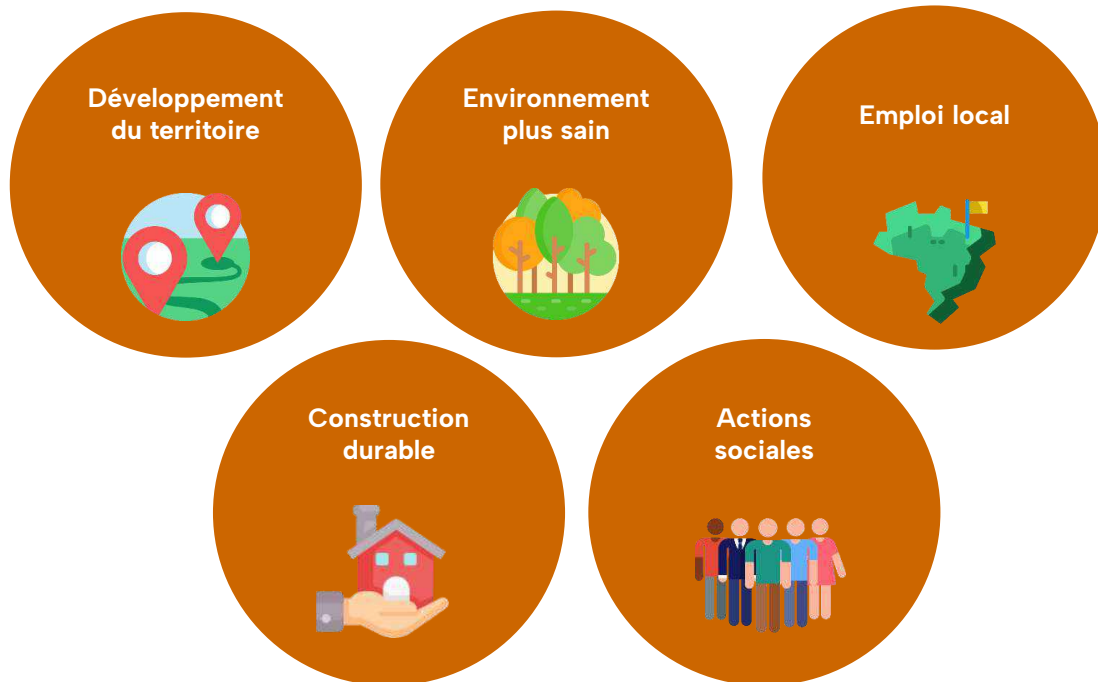 Développement
du territoire
Environnement
plus sain
Emploi local
Construction
durable
Actions
sociales